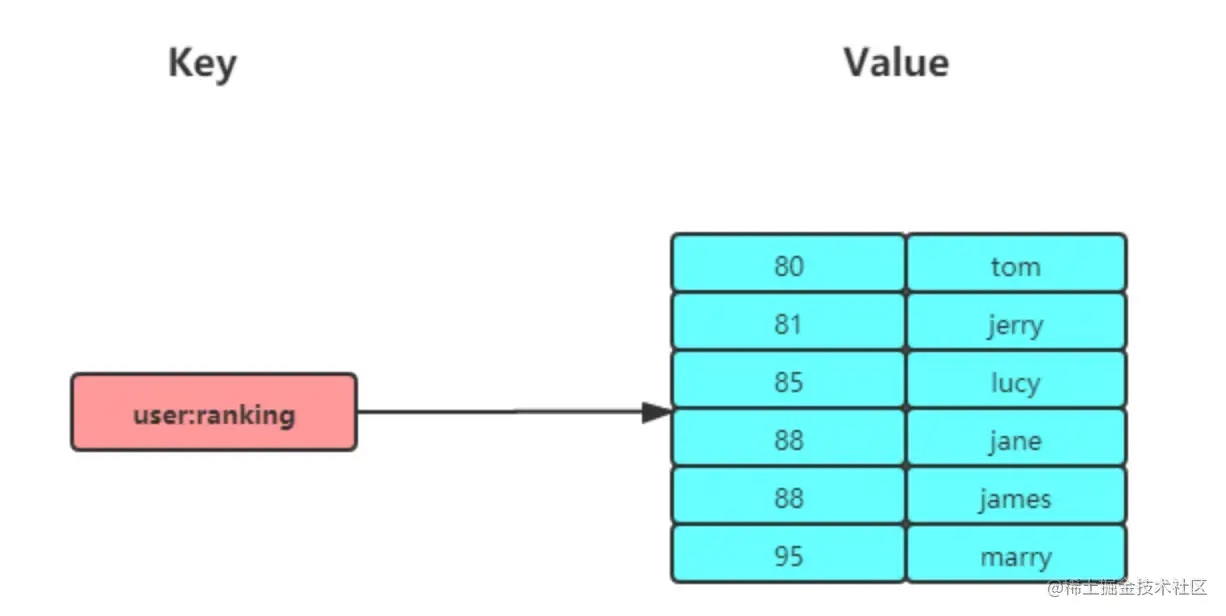 Key Value
80 tom
81 jerry
85 lucy
user:ranking
88 jane
88 james
95 marry
@稀土掘金技术社区